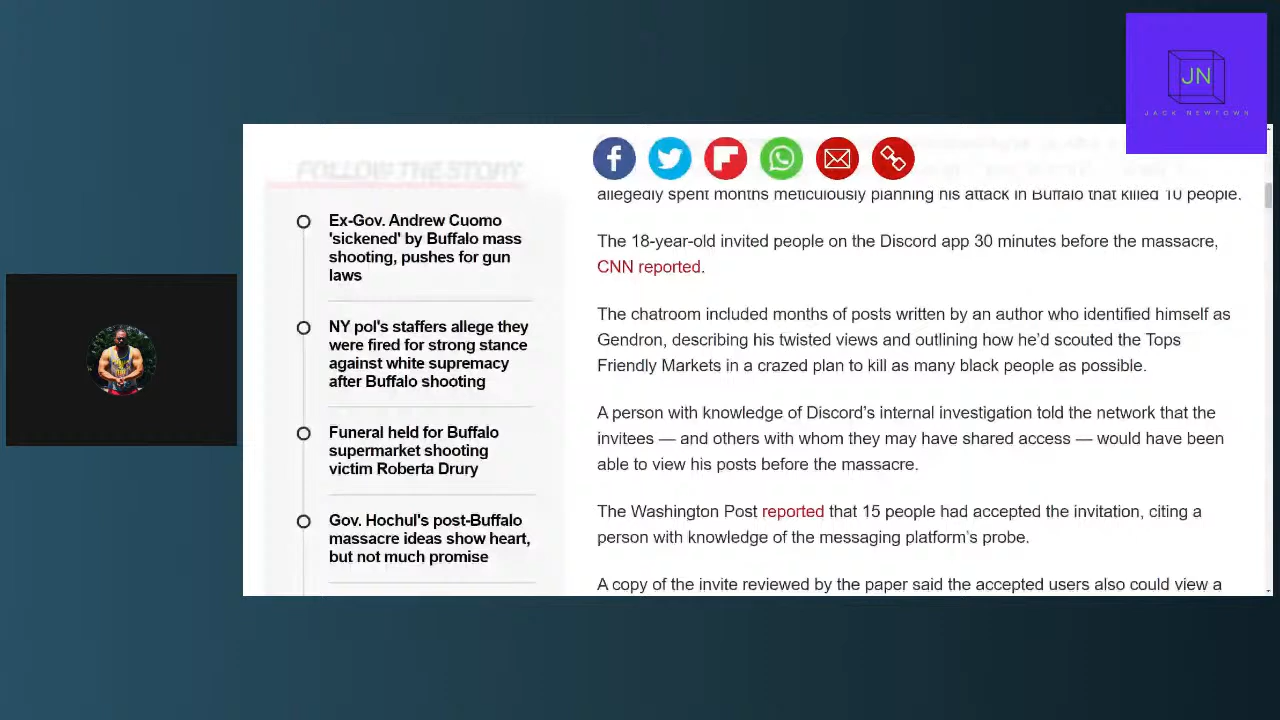 JN
JACK NEWTOWN
FOLLOW THE STORY
Ex-Gov. Andrew Cuomo
'sickened' by Buffalo mass
shooting, pushes for gun
laws
NY pol's staffers allege they
were fired for strong stance
against white supremacy
after Buffalo shooting
Funeral held for Buffalo
supermarket shooting
victim Roberta Drury
Gov. Hochul's post-Buffalo
massacre ideas show heart,
but not much promise
allegedly spent months meticulously planning his attack in Buffalo that killed 10 people.
The 18-year-old invited people on the Discord app 30 minutes before the massacre,
CNN reported.
The chatroom included months of posts written by an author who identified himself as
Gendron, describing his twisted views and outlining how he’d scouted the Tops
Friendly Markets in a crazed plan to kill as many black people as possible.
A person with knowledge of Discord’s internal investigation told the network that the
invitees — and others with whom they may have shared access — would have been
able to view his posts before the massacre.
The Washington Post reported that 15 people had accepted the invitation, citing a
person with knowledge of the messaging platform’s probe.
A copy of the invite reviewed by the paper said the accepted users also could view a